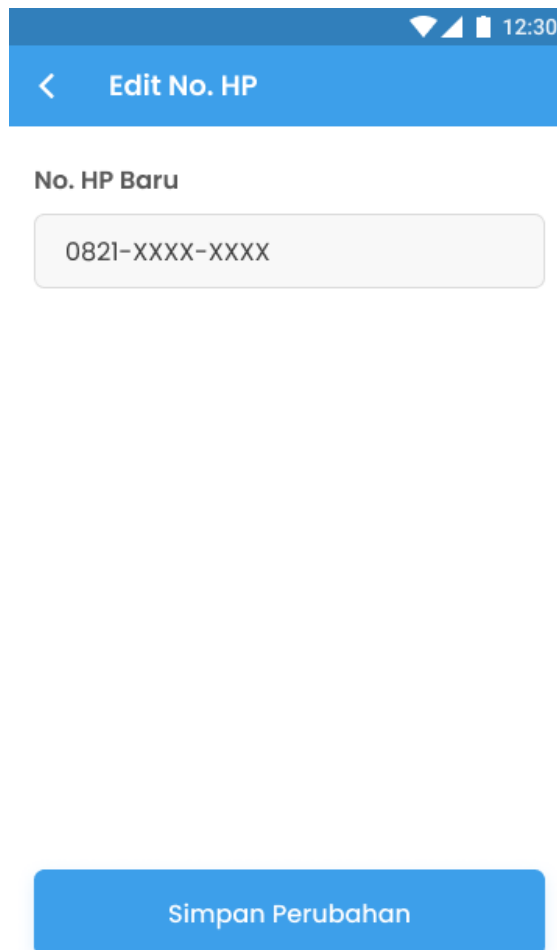 12:30
Edit No. HP
No. HP Baru
0821-XXXX-XXXX
Simpan Perubahan